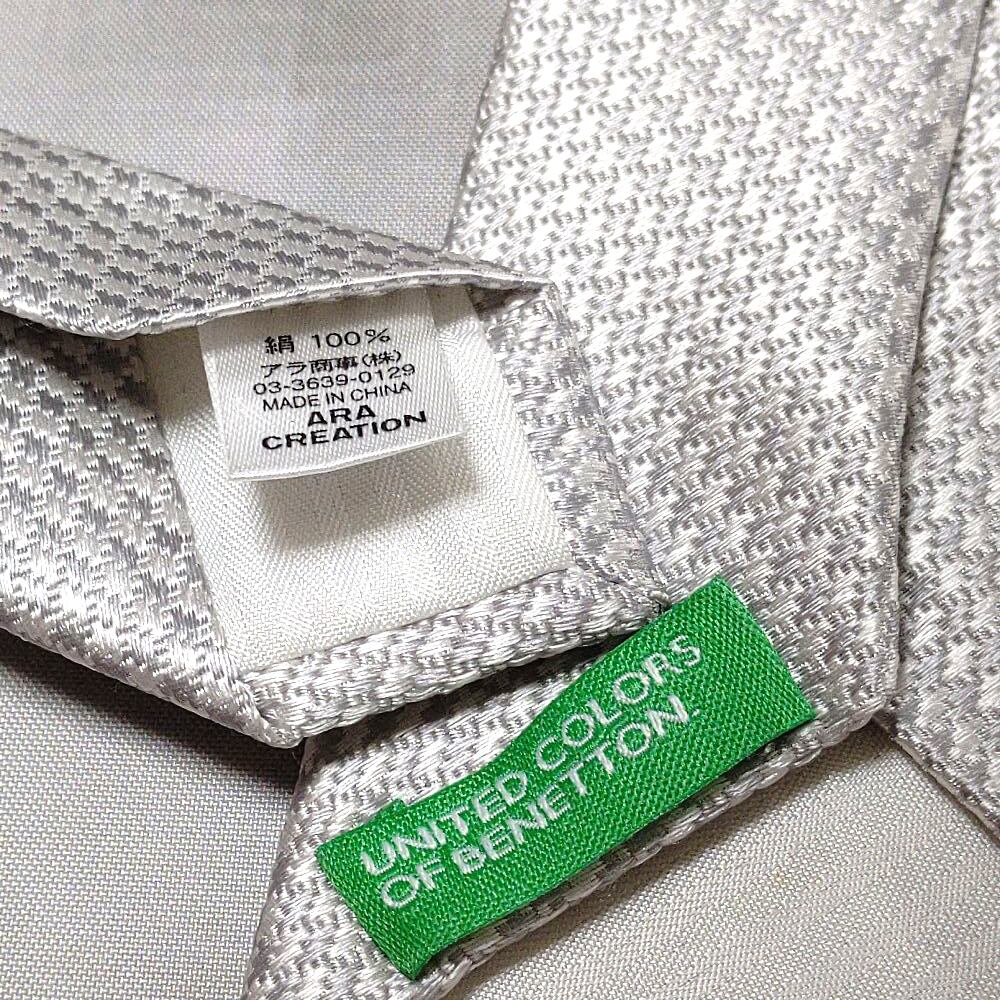 絹 100%
アラ商事(株)
03-3639-0129
MADE IN CHINA
ARA
CREATION
UNITED COLORS
OF BENETTON.